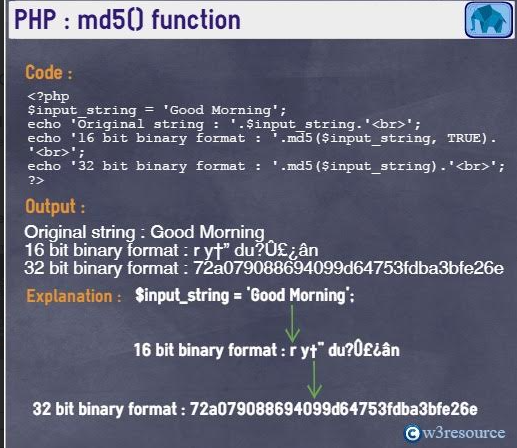 PHP : md5() function
Code :
<?php
$input_string = 'Good Morning';
echo 'Original string : '.$input_string.'<br>';
echo '16 bit binary format : '.md5($input_string, TRUE).
'<br>';
echo '32 bit binary format : '.md5($input_string).'<br>';
?>
Output :
Original string : Good Morning
16 bit binary format : r y†" du?Û£¿ân
32 bit binary format : 72a079088694099d64753fdba3bfe26e
Explanation : $input_string = 'Good Morning';
16 bit binary format : r y†" du?Û£¿ân
32 bit binary format : 72a079088694099d64753fdba3bfe26e
© w3resource